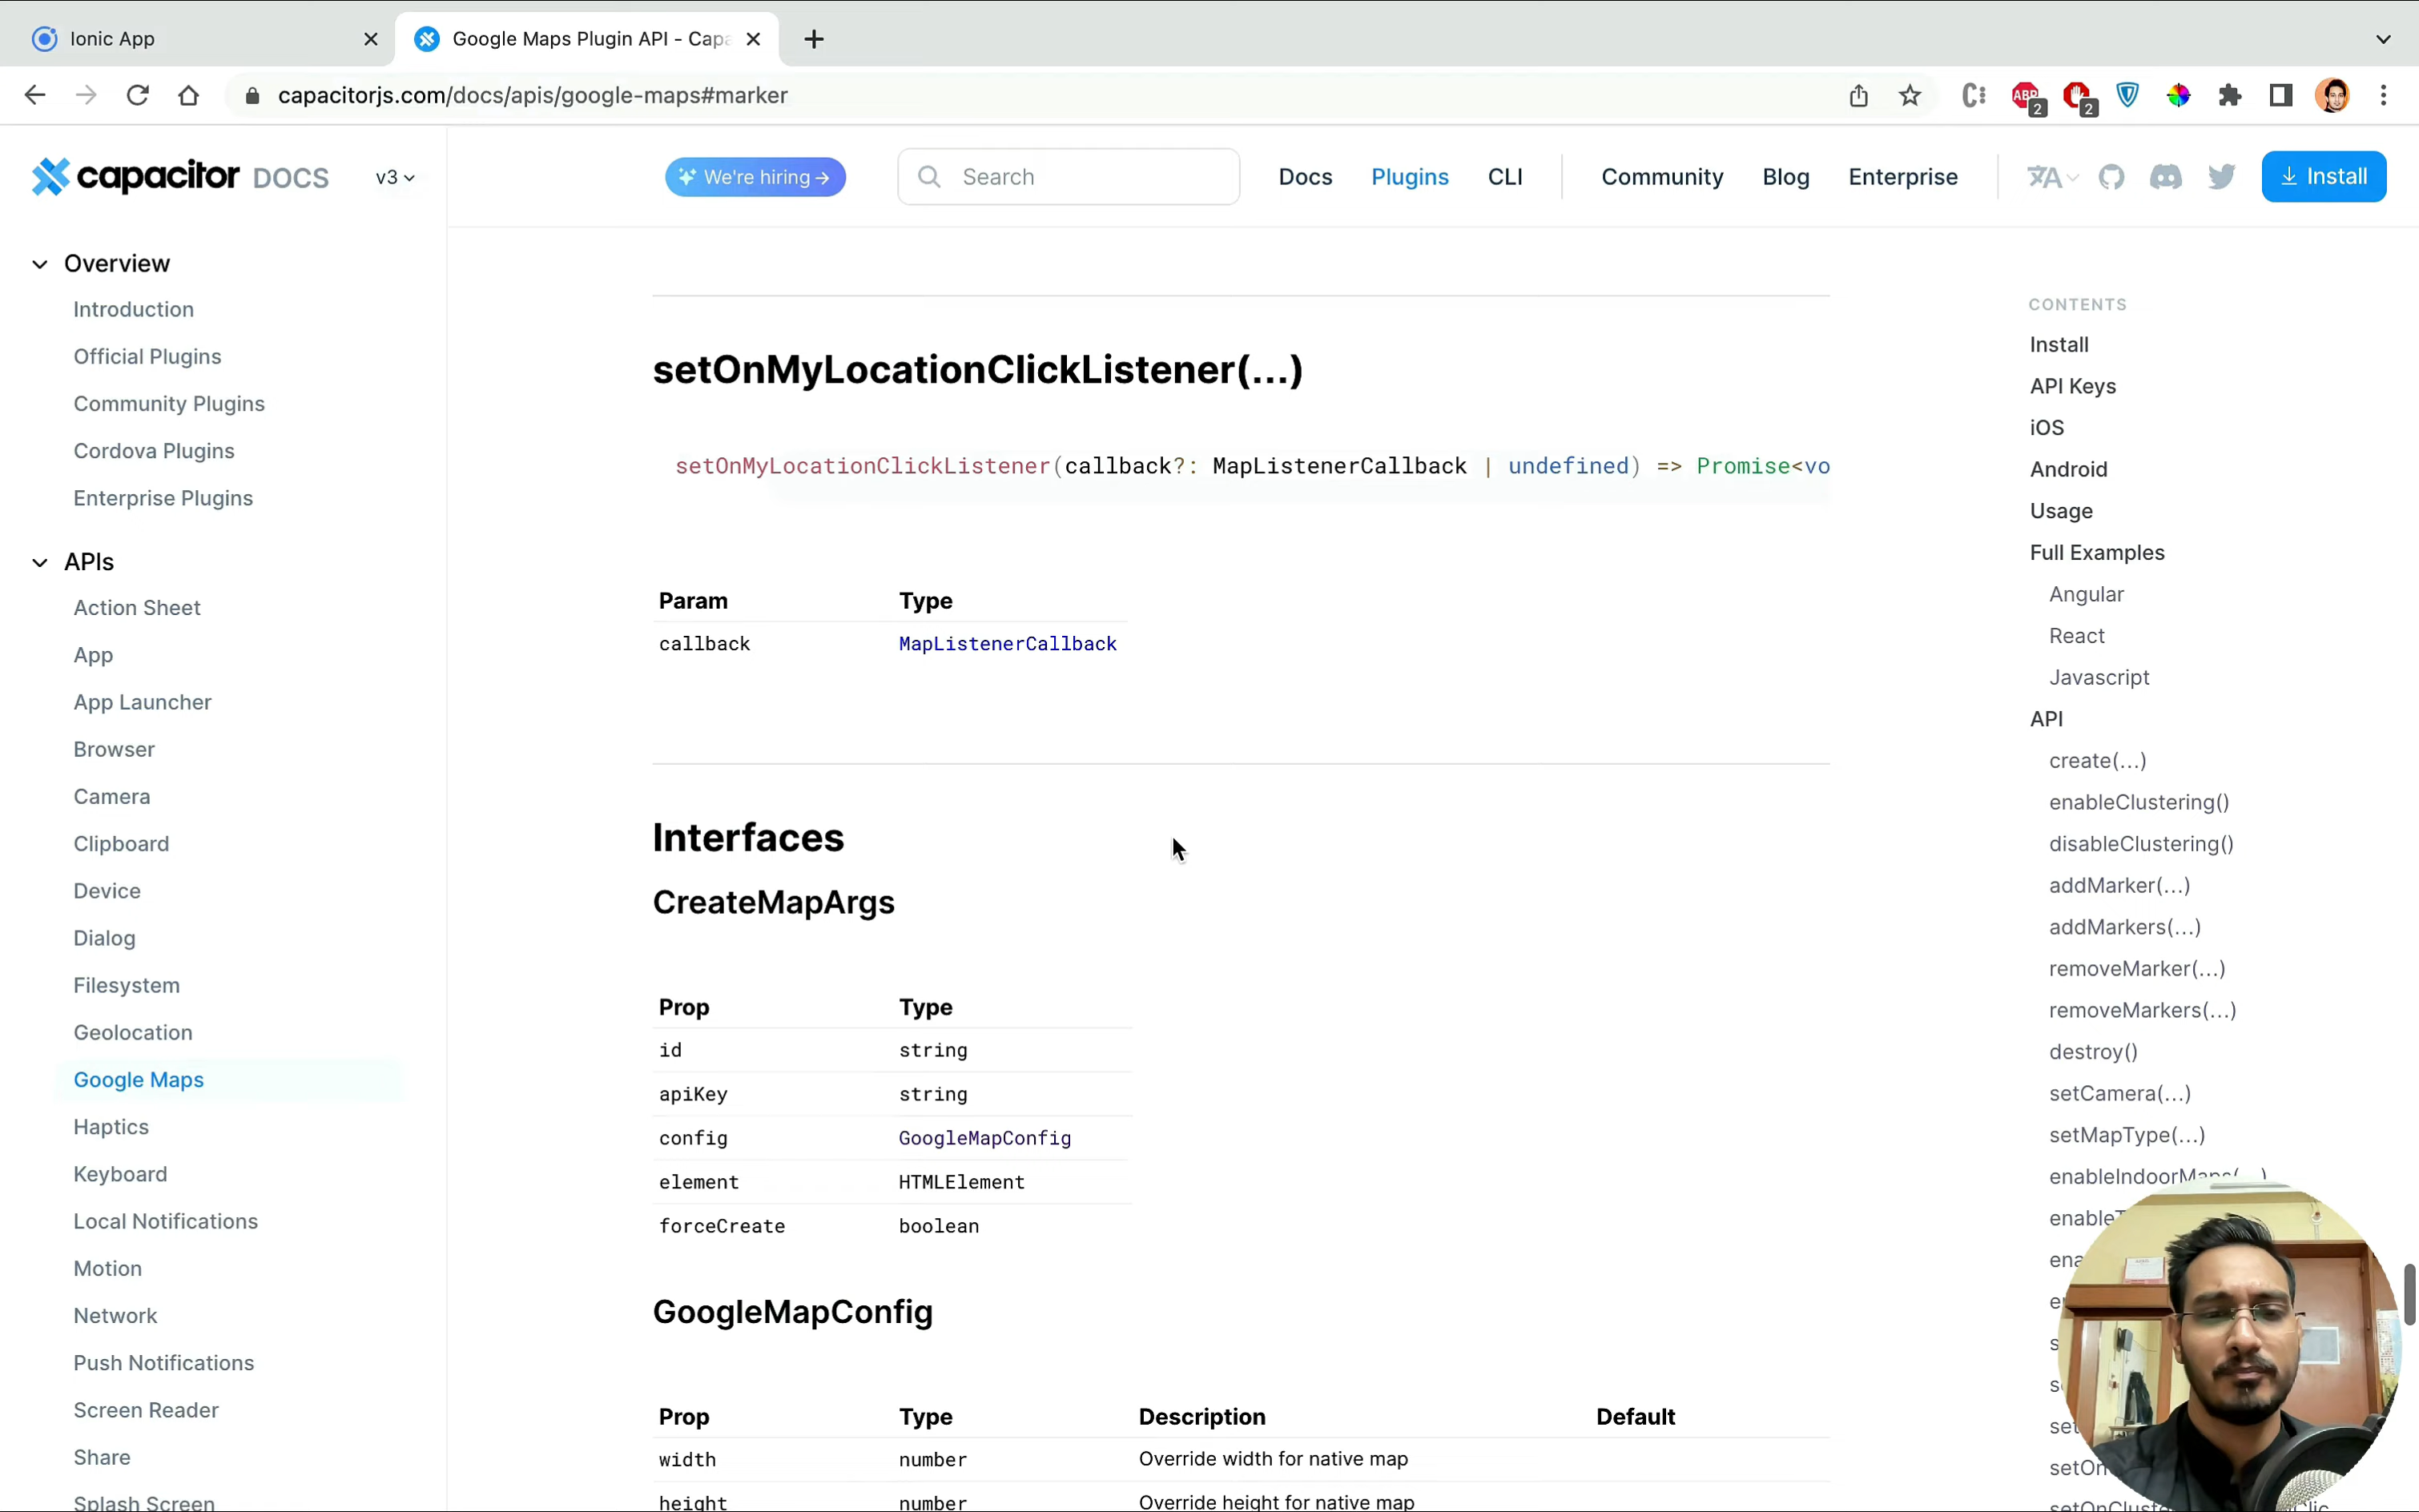 Ionic App
Google Maps Plugin API - Capa
capacitorjs.com/docs/apis/google-maps#marker
ABP
2
2
capacitor DOCS
v3
We're hiring →
Search
Docs
Plugins
CLI
Community
Blog
Enterprise
Install
Overview
Introduction
Official Plugins
Community Plugins
Cordova Plugins
Enterprise Plugins
APIs
Action Sheet
App
App Launcher
Browser
Camera
Clipboard
Device
Dialog
Filesystem
Geolocation
Google Maps
Haptics
Keyboard
Local Notifications
Motion
Network
Push Notifications
Screen Reader
Share
Splash Screen
setOnMyLocationClickListener(...)
setOnMyLocationClickListener(callback?: MapListenerCallback | undefined) => Promise<vo
Param Type
callback MapListenerCallback
Interfaces
CreateMapArgs
Prop Type
id string
apiKey string
config GoogleMapConfig
element HTMLElement
forceCreate boolean
GoogleMapConfig
Prop Type Description Default
width number Override width for native map
height number Override height for native map
CONTENTS
Install
API Keys
iOS
Android
Usage
Full Examples
Angular
React
Javascript
API
create(...)
enableClustering()
disableClustering()
addMarker(...)
addMarkers(...)
removeMarker(...)
removeMarkers(...)
destroy()
setCamera(...)
setMapType(...)
enableIndoorMaps(...)